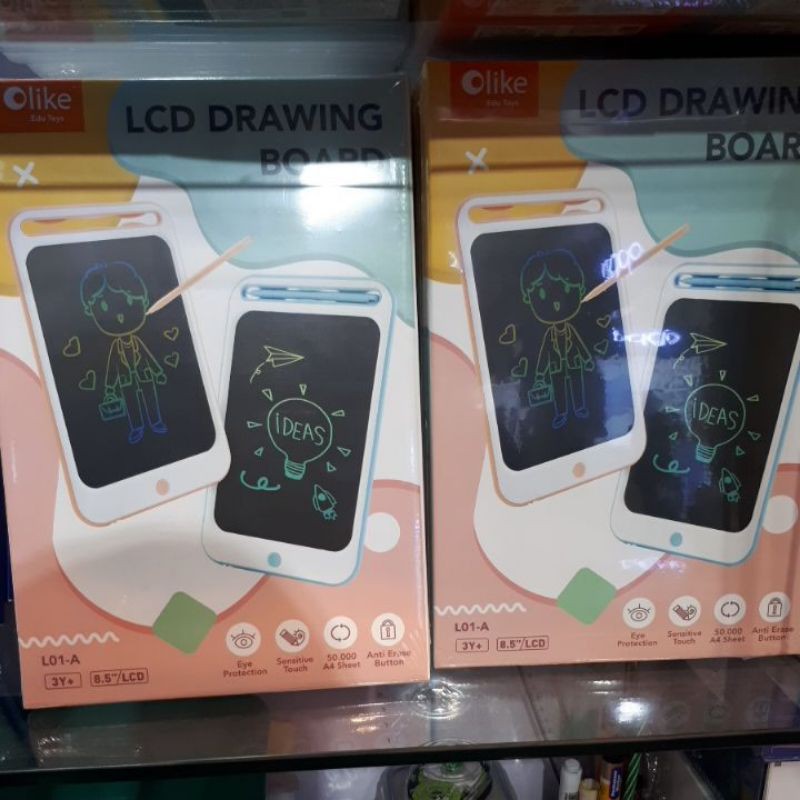 Olike
Edu Toys
LCD DRAWING
BOARD
iDEAS
L01-A
3Y+
8.5"/LCD
Eye
Protection
Sensitive
Touch
50.000
A4 Sheet
Anti Erase
Button
Olike
Edu Toys
LCD DRAWIN
BOAR
iDEAS
L01-A
3Y+
8.5"/LCD
Eye
Protection
Sensitive
Touch
50.000
A4 Sheet
Anti Erase
Button